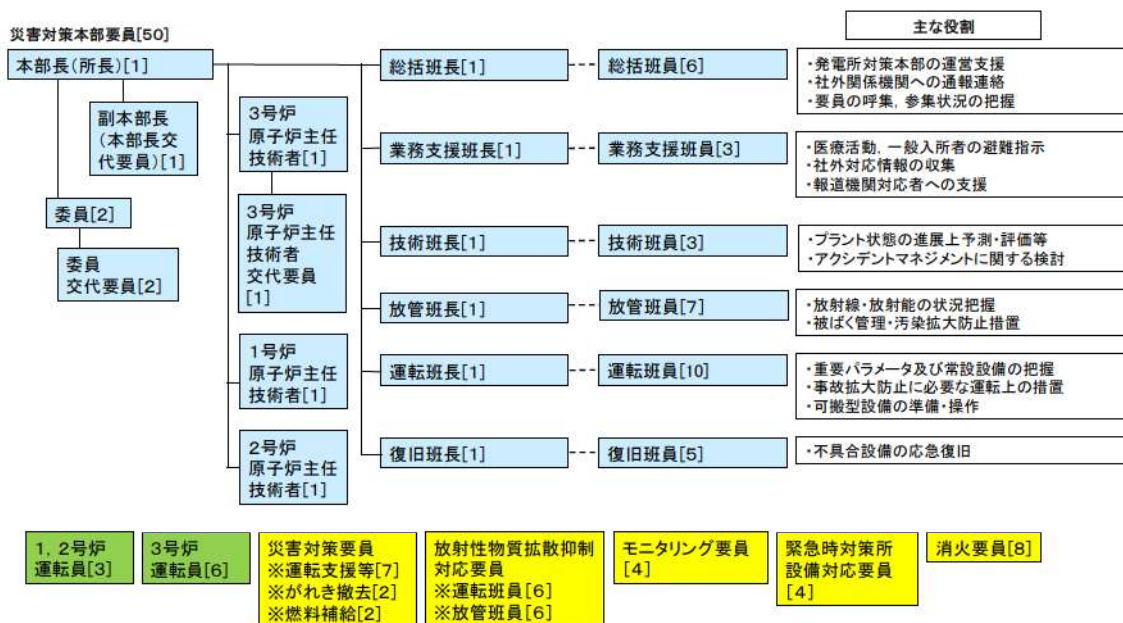 災害対策本部要員[50]
主な役割
本部長(所長)[1]
副本部長
(本部長交
代要員)[1]
委員[2]
委員
交代要員[2]
3号炉
原子炉主任
技術者[1]
3号炉
原子炉主任
技術者
交代要員
[1]
1号炉
原子炉主任
技術者[1]
2号炉
原子炉主任
技術者[1]
総括班長[1]
総括班員[6]
・発電所対策本部の運営支援
・社外関係機関への通報連絡
・要員の呼集, 参集状況の把握
業務支援班長[1]
業務支援班員[3]
・医療活動, 一般入所者の避難指示
・社外対応情報の収集
・報道機関対応者への支援
技術班長[1]
技術班員[3]
・プラント状態の進展上予測・評価等
・アクシデントマネジメントに関する検討
放管班長[1]
放管班員[7]
・放射線・放射能の状況把握
・被ばく管理・汚染拡大防止措置
運転班長[1]
運転班員[10]
・重要パラメータ及び常設設備の把握
・事故拡大防止に必要な運転上の措置
・可搬型設備の準備・操作
復旧班長[1]
復旧班員[5]
・不具合設備の応急復旧
1, 2号炉
運転員[3]
3号炉
運転員[6]
災害対策要員
※運転支援等[7]
※がれき撤去[2]
※燃料補給[2]
放射性物質拡散抑制
対応要員
※運転班員[6]
※放管班員[6]
モニタリング要員
[4]
緊急時対策所
設備対応要員
[4]
消火要員[8]